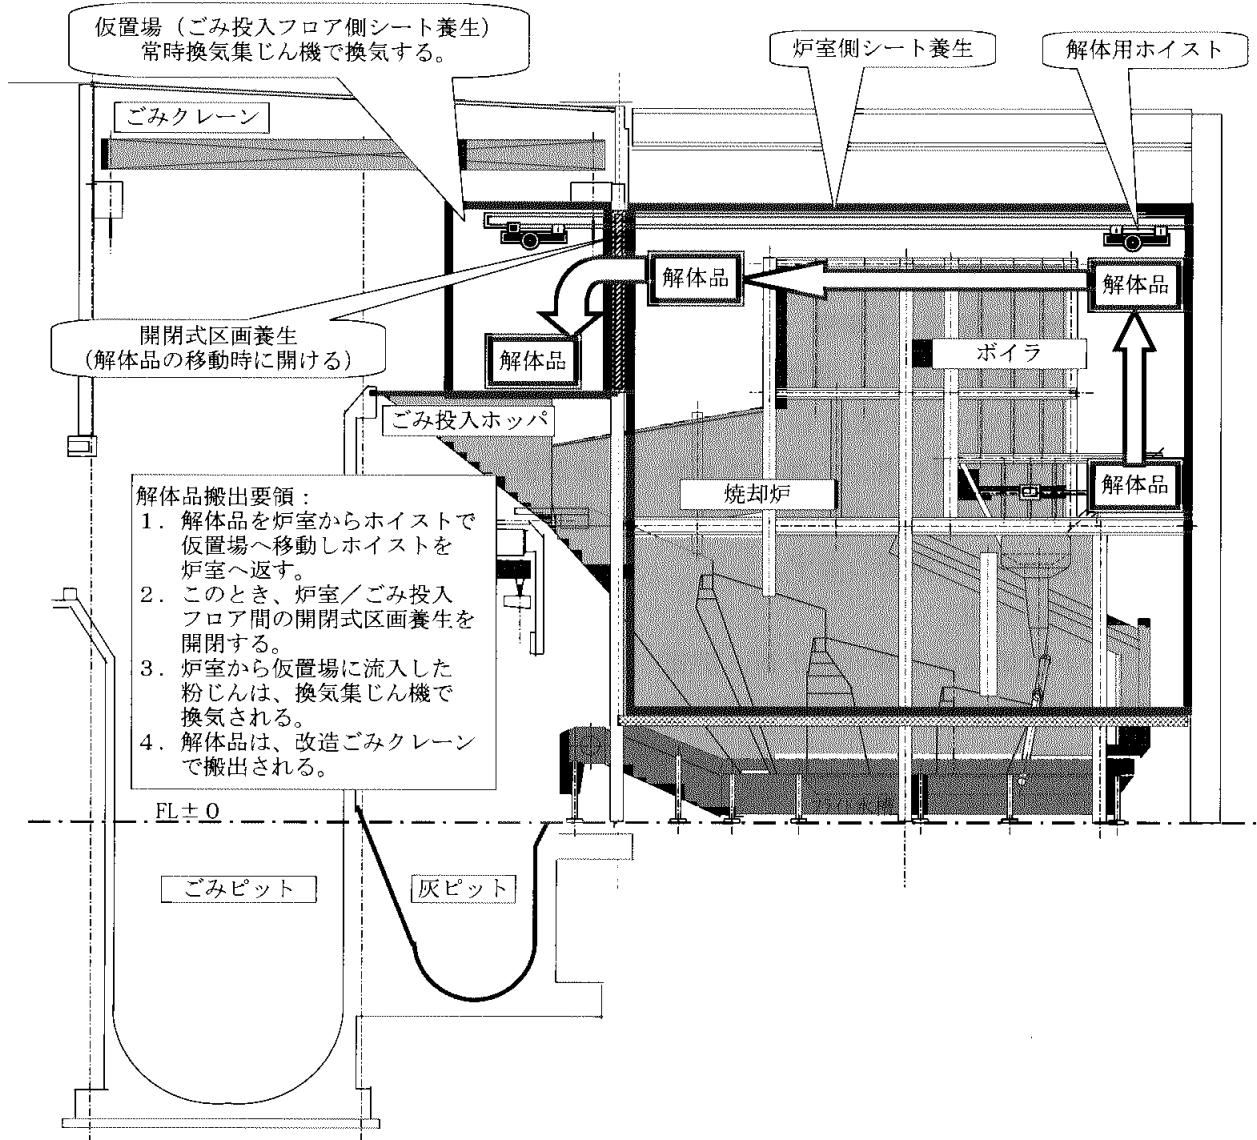 仮置場（ごみ投入フロア側シート養生）
常時換気集じん機で換気する。
炉室側シート養生
解体用ホイスト
ごみクレーン
解体品
解体品
開閉式区画養生
(解体品の移動時に開ける)
解体品
ボイラ
ごみ投入ホッパ
焼却炉
解体品
解体品搬出要領：
１．解体品を炉室からホイストで
仮置場へ移動しホイストを
炉室へ返す。
２．このとき、炉室／ごみ投入
フロア間の開閉式区画養生を
開閉する。
３．炉室から仮置場に流入した
粉じんは、換気集じん機で
換気される。
４．解体品は、改造ごみクレーン
で搬出される。
FL±0
ごみピット
灰ピット